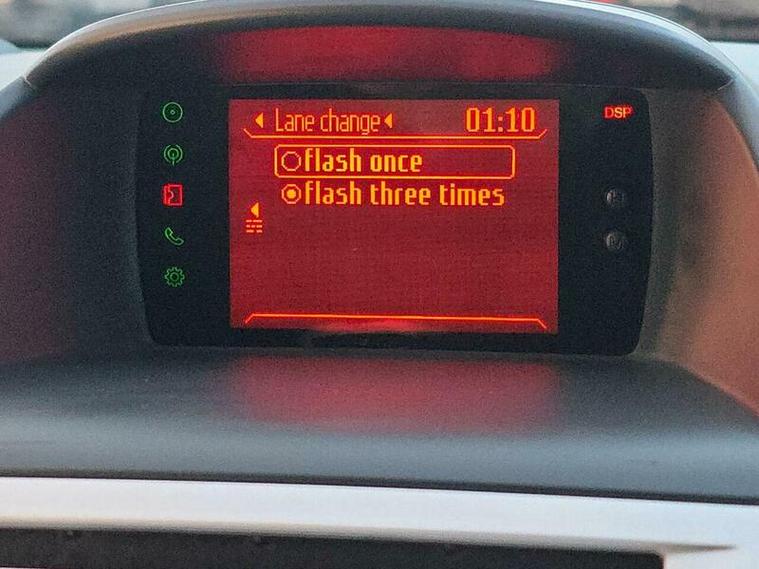 Lane change 01:10
DSP
flash once
flash three times